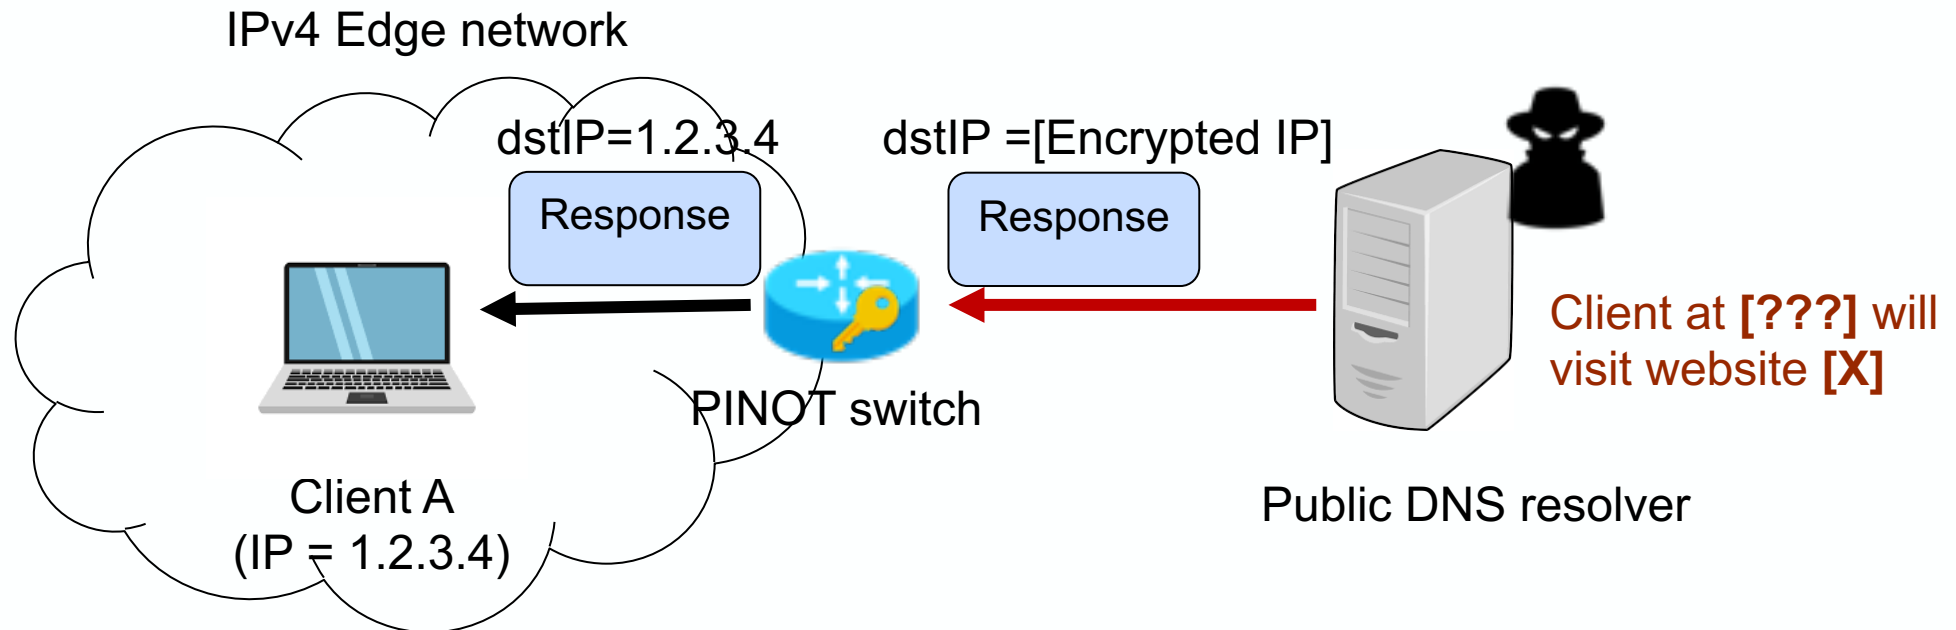 IPv4 Edge network
dstIP=1.2.3.4
dstIP =[Encrypted IP]
Response
Response
Client at [???] will
visit website [X]
PINOT switch
Client A
(IP = 1.2.3.4)
Public DNS resolver